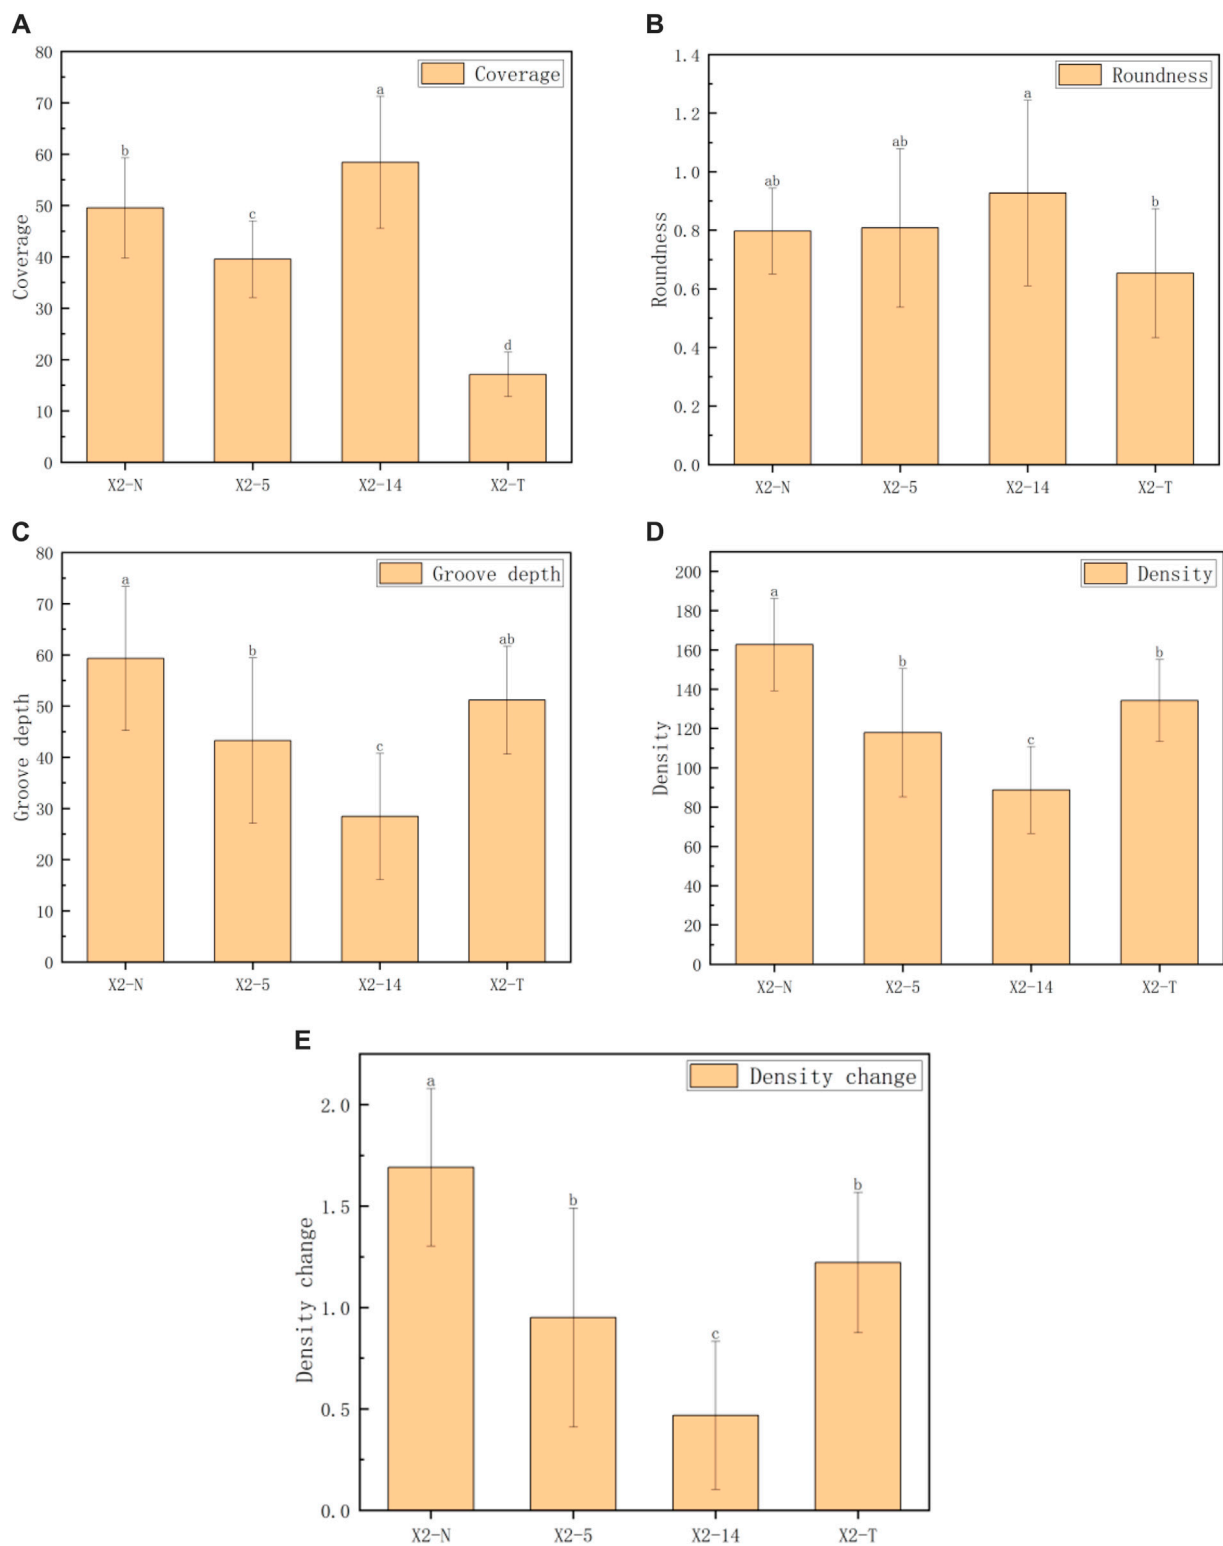 A
Coverage
Coverage
80
70
60
50
40
30
20
10
0
b
c
a
d
X2-N X2-5 X2-14 X2-T
B
Roundness
Roundness
1.4
1.2
1.0
0.8
0.6
0.4
0.2
0.0
ab
ab
a
b
X2-N X2-5 X2-14 X2-T
C
Groove depth
Groove depth
80
70
60
50
40
30
20
10
0
a
b
c
ab
X2-N X2-5 X2-14 X2-T
D
Density
Density
200
180
160
140
120
100
80
60
40
20
0
a
b
c
b
X2-N X2-5 X2-14 X2-T
E
Density change
Density change
2.0
1.5
1.0
0.5
0.0
a
b
c
b
X2-N X2-5 X2-14 X2-T